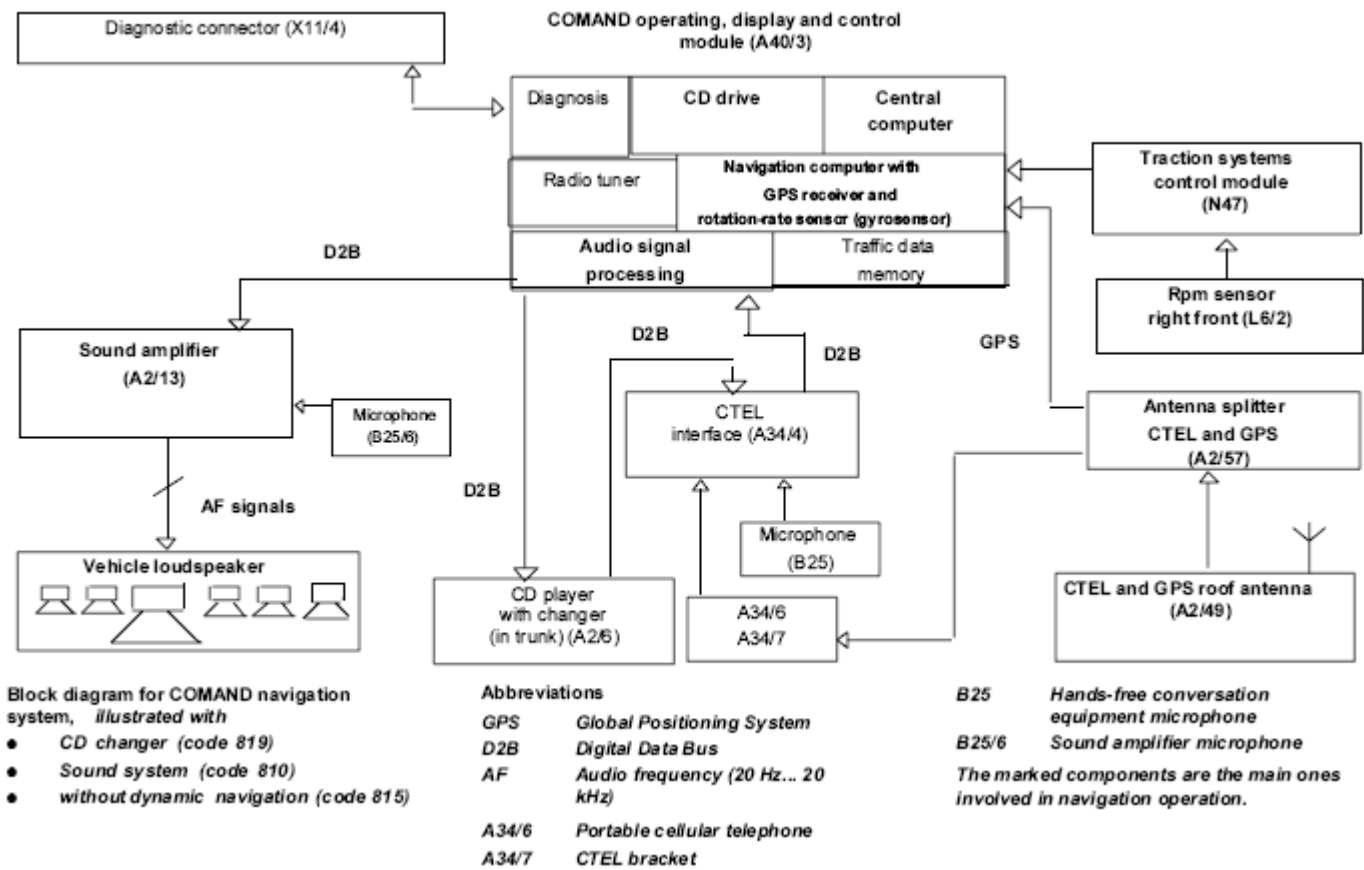 Diagnostic connector (X11/4)
COMAND operating, display and control
module (A40/3)
Diagnosis
CD drive
Central
computer
Radio tuner
Navigation computer with
GPS receiver and
rotation-rate sensor (gyrosensor)
Audio signal
processing
Traffic data
memory
Traction systems
control module
(N47)
Rpm sensor
right front (L6/2)
D2B
Sound amplifier
(A2/13)
Microphone
(B25/6)
AF signals
Vehicle loudspeaker
D2B
D2B
D2B
GPS
CTEL
interface (A34/4)
Microphone
(B25)
CD player
with changer
(in trunk) (A2/6)
A34/6
A34/7
Antenna splitter
CTEL and GPS
(A2/57)
CTEL and GPS roof antenna
(A2/49)
Block diagram for COMAND navigation
system, illustrated with
● CD changer (code 819)
● Sound system (code 810)
● without dynamic navigation (code 815)
Abbreviations
GPS Global Positioning System
D2B Digital Data Bus
AF Audio frequency (20 Hz... 20
kHz)
A34/6 Portable cellular telephone
A34/7 CTEL bracket
B25 Hands-free conversation
equipment microphone
B25/6 Sound amplifier microphone
The marked components are the main ones
involved in navigation operation.